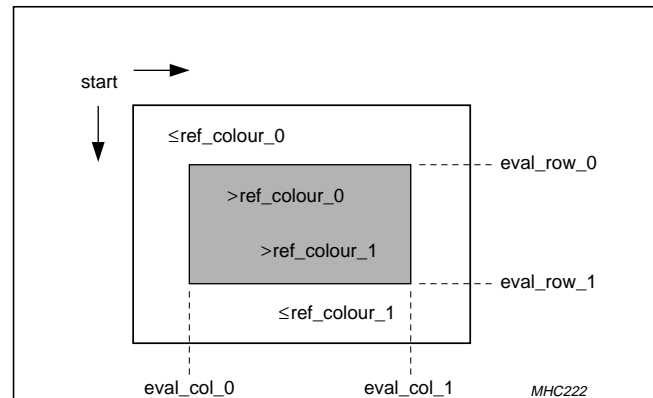 start
≤ref_colour_0
eval_row_0
>ref_colour_0
>ref_colour_1
eval_row_1
≤ref_colour_1
eval_col_0 eval_col_1 MHC222